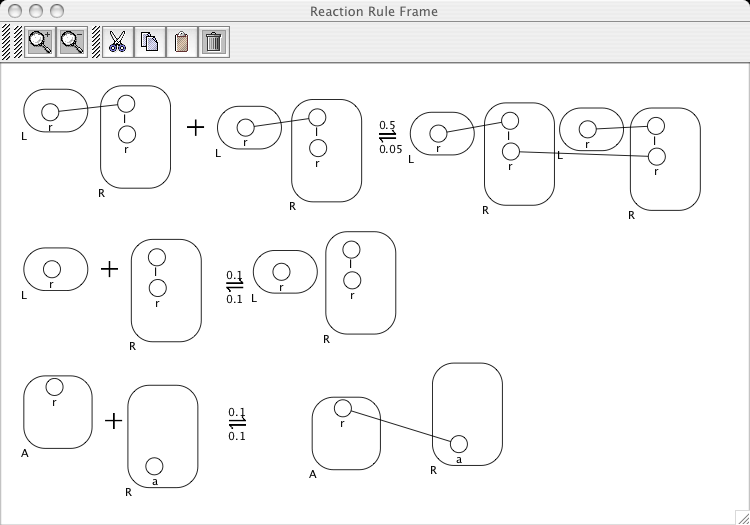 Reaction Rule Frame
r l r L R + r l r L R 0.5 0.05 r l r L R r l r L R
r L + l r R 0.1 0.1 r L l r R
r A + a R 0.1 0.1 r A a R